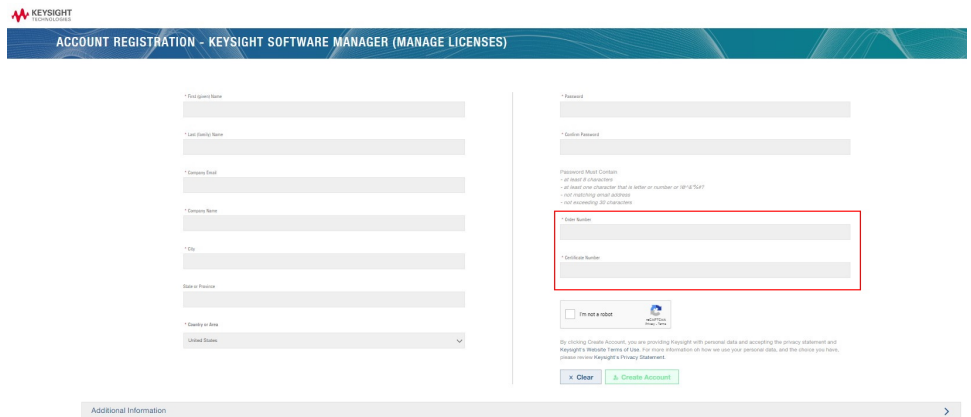 KEYSIGHT
TECHNOLOGIES
ACCOUNT REGISTRATION - KEYSIGHT SOFTWARE MANAGER (MANAGE LICENSES)
* First (given) Name
* Last (family) Name
* Company Email
* Company Name
* City
State or Province
* Country or Area
United States
* Password
* Confirm Password
Password Must Contain:
- at least 8 characters
- not matching email address
- not exceeding 30 characters
* Order Number
* Certificate Number
I'm not a robot
reCAPTCHA
Privacy - Terms
By clicking Create Account, you are providing Keysight with personal data and accepting the privacy statement and
Keysight's Website Terms of Use. For more information on how we use your personal data, and the choice you have,
please review Keysight's Privacy Statement.
× Clear
Create Account
Additional Information